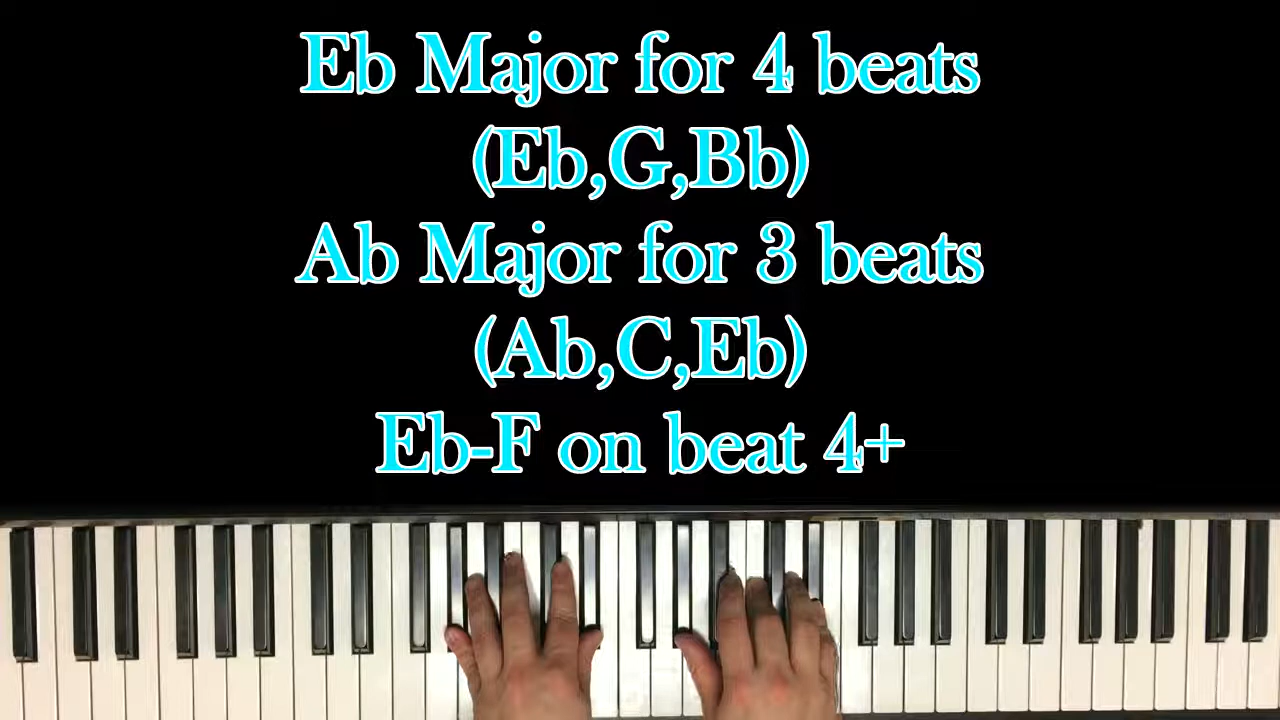 Eb Major for 4 beats
(Eb,G,Bb)
Ab Major for 3 beats
(Ab,C,Eb)
Eb-F on beat 4+